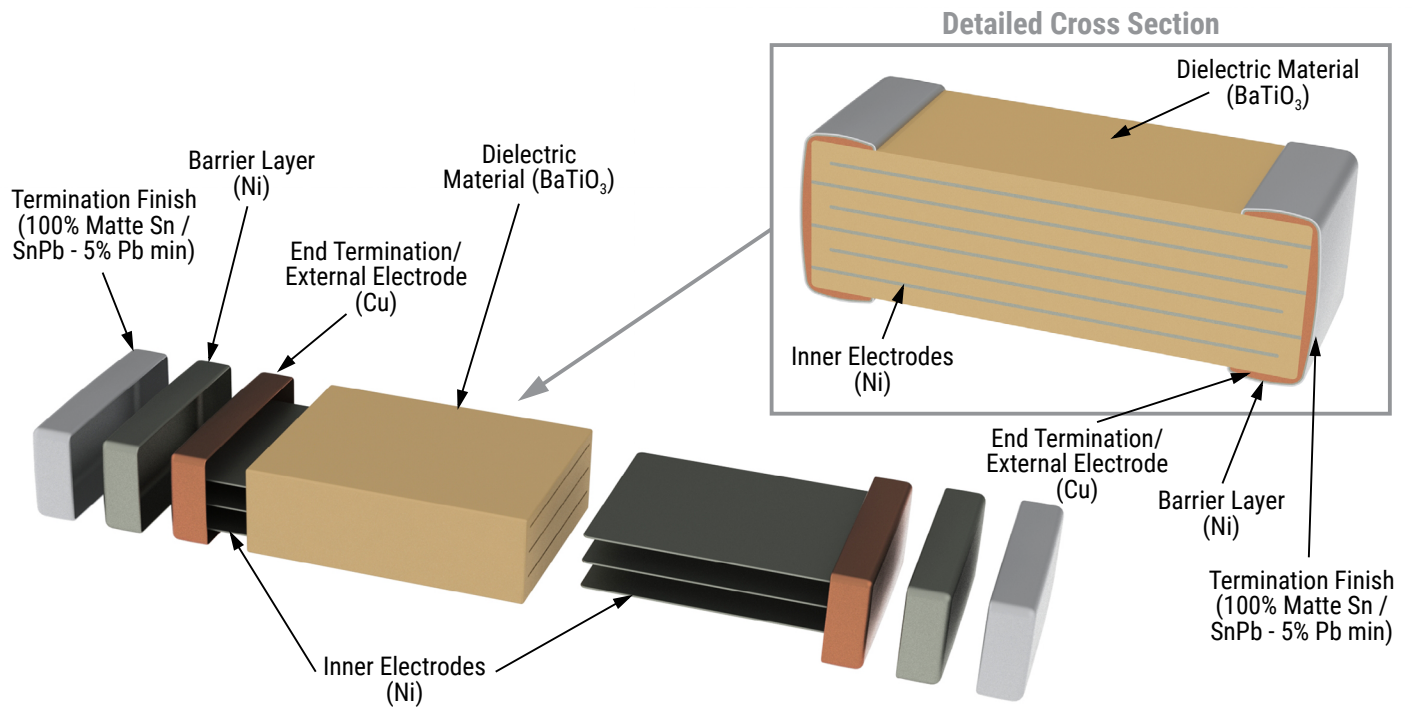 Detailed Cross Section
Dielectric Material
(BaTiO₃)
Inner Electrodes
(Ni)
End Termination/
External Electrode
(Cu)
Barrier Layer
(Ni)
Termination Finish
(100% Matte Sn /
SnPb - 5% Pb min)
Termination Finish
(100% Matte Sn /
SnPb - 5% Pb min)
Barrier Layer
(Ni)
End Termination/
External Electrode
(Cu)
Dielectric
Material (BaTiO₃)
Inner Electrodes
(Ni)